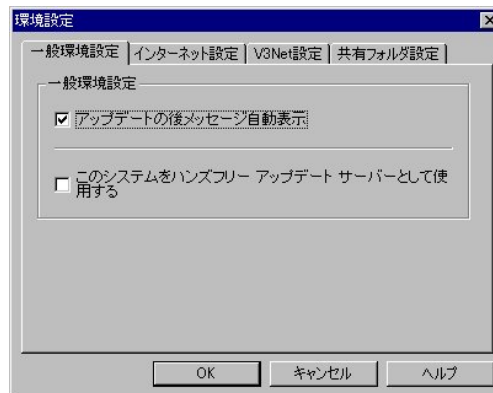 環境設定
一般環境設定 インターネット設定 V3Net設定 共有フォルダ設定
一般環境設定
アップデートの後メッセージ自動表示
このシステムをハンズフリー アップデート サーバーとして使
用する
OK キャンセル ヘルプ